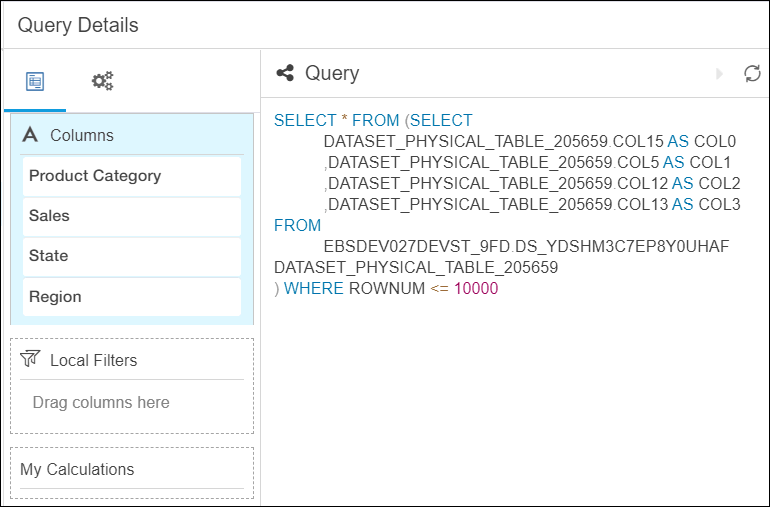 Query Details
Columns
Product Category
Sales
State
Region
Local Filters
Drag columns here
My Calculations
Query
SELECT * FROM (SELECT
DATASET_PHYSICAL_TABLE_205659.COL15 AS COL0
,DATASET_PHYSICAL_TABLE_205659.COL5 AS COL1
,DATASET_PHYSICAL_TABLE_205659.COL12 AS COL2
,DATASET_PHYSICAL_TABLE_205659.COL13 AS COL3
FROM
EBSDEV027DEVST_9FD.DS_YDSHM3C7EP8Y0UHAF
DATASET_PHYSICAL_TABLE_205659
) WHERE ROWNUM <= 10000